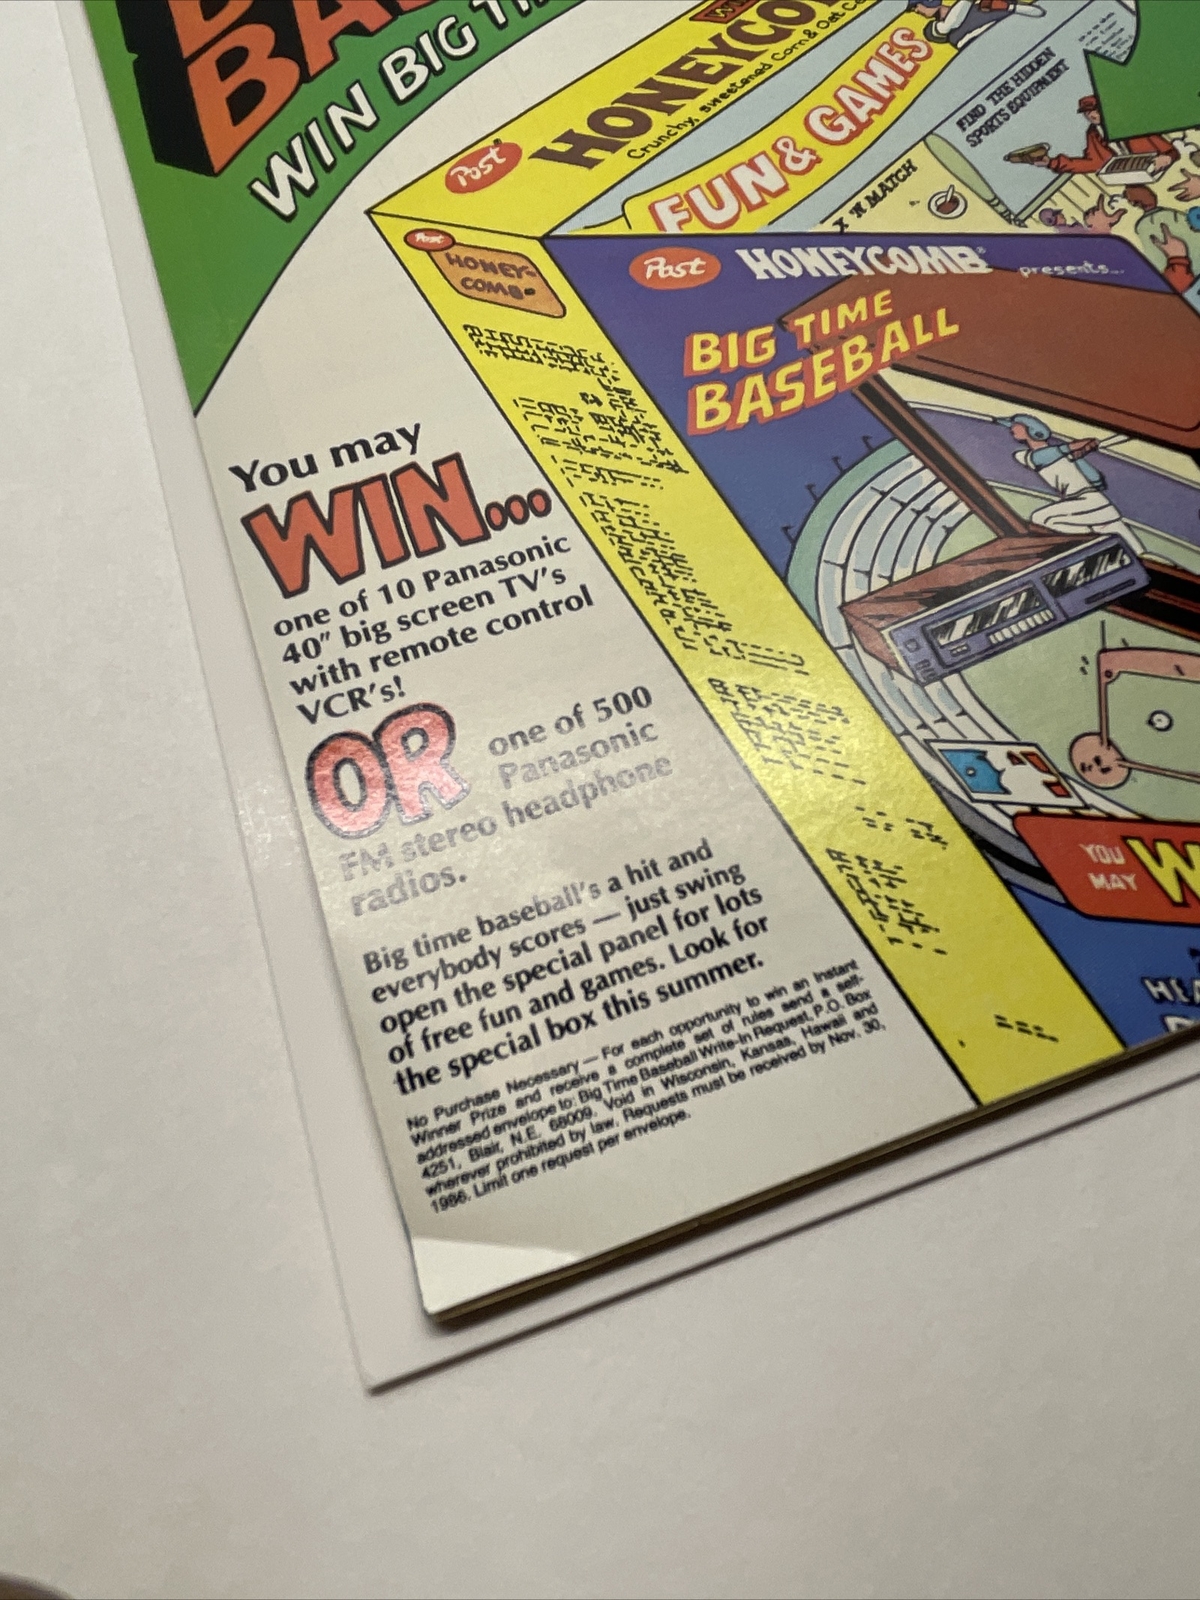 WIN BIG
Post
Crunchy, sweetened Corn & Oat
FUN & GAMES
FIND THE HIDDEN
SPORTS EQUIPMENT
MATCH
Post
HONEY-
COMB
Post HONEYCOMB® presents...
BIG TIME
BASEBALL
You may
WIN...
one of 10 Panasonic
40" big screen TV's
with remote control
VCR's!
OR one of 500
Panasonic
FM stereo headphone
radios.
Big time baseball's a hit and
everybody scores — just swing
open the special panel for lots
of free fun and games. Look for
the special box this summer.
No Purchase Necessary — For each opportunity to win an Instant
Winner Prize and receive a complete set of rules send a self-
addressed envelope to: Big Time Baseball Write-In Request, P.O. Box
4251, Blair, N.E. 68009. Void in Wisconsin, Kansas, Hawaii and
wherever prohibited by law. Requests must be received by Nov. 30,
1986. Limit one request per envelope.
YOU
MAY